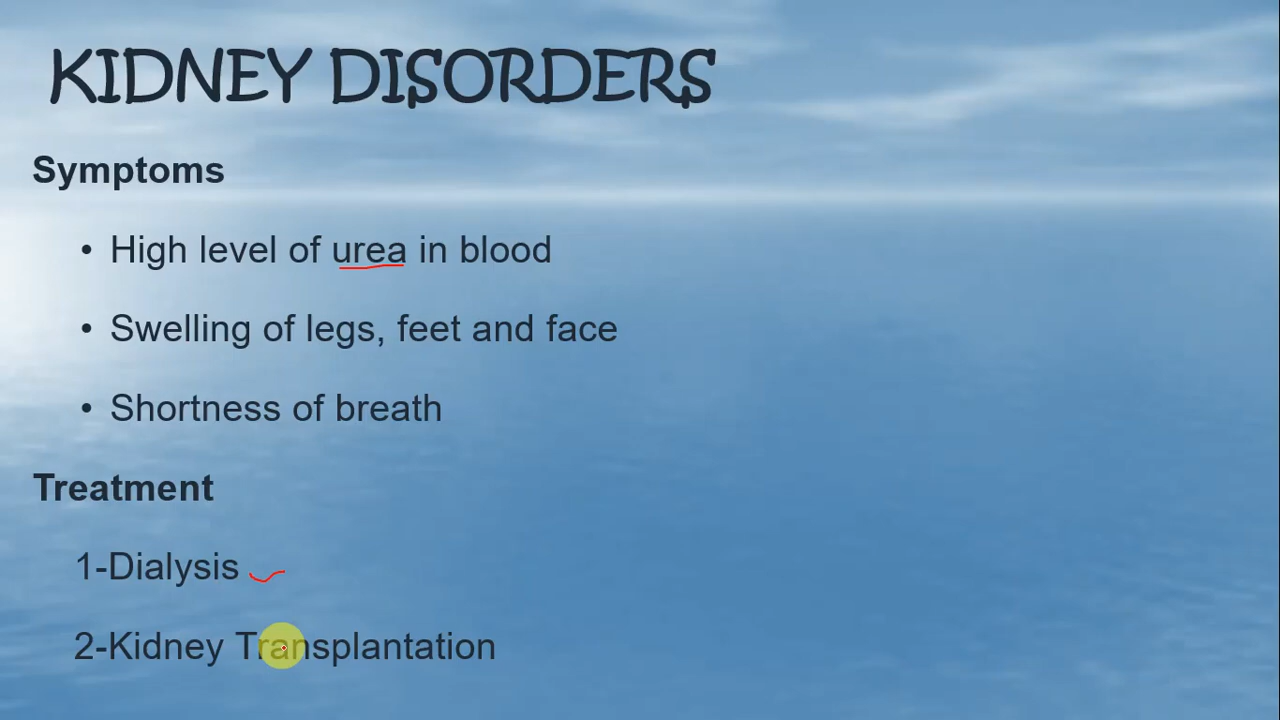 KIDNEY DISORDERS
Symptoms
• High level of urea in blood
• Swelling of legs, feet and face
• Shortness of breath
Treatment
1-Dialysis
2-Kidney Transplantation